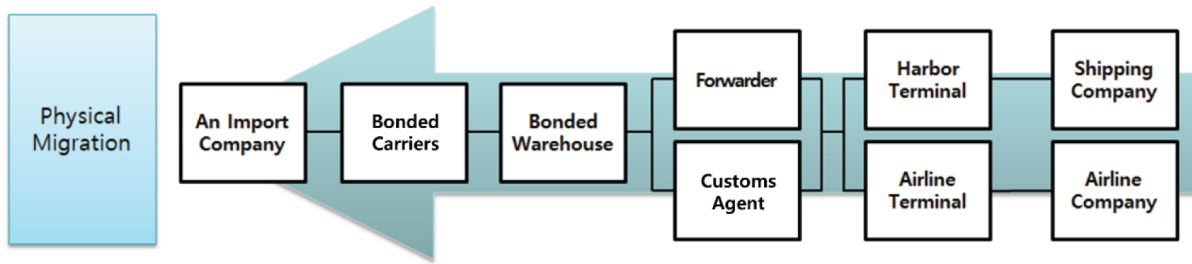 Physical
Migration
An Import
Company
Bonded
Carriers
Bonded
Warehouse
Forwarder
Customs
Agent
Harbor
Terminal
Airline
Terminal
Shipping
Company
Airline
Company